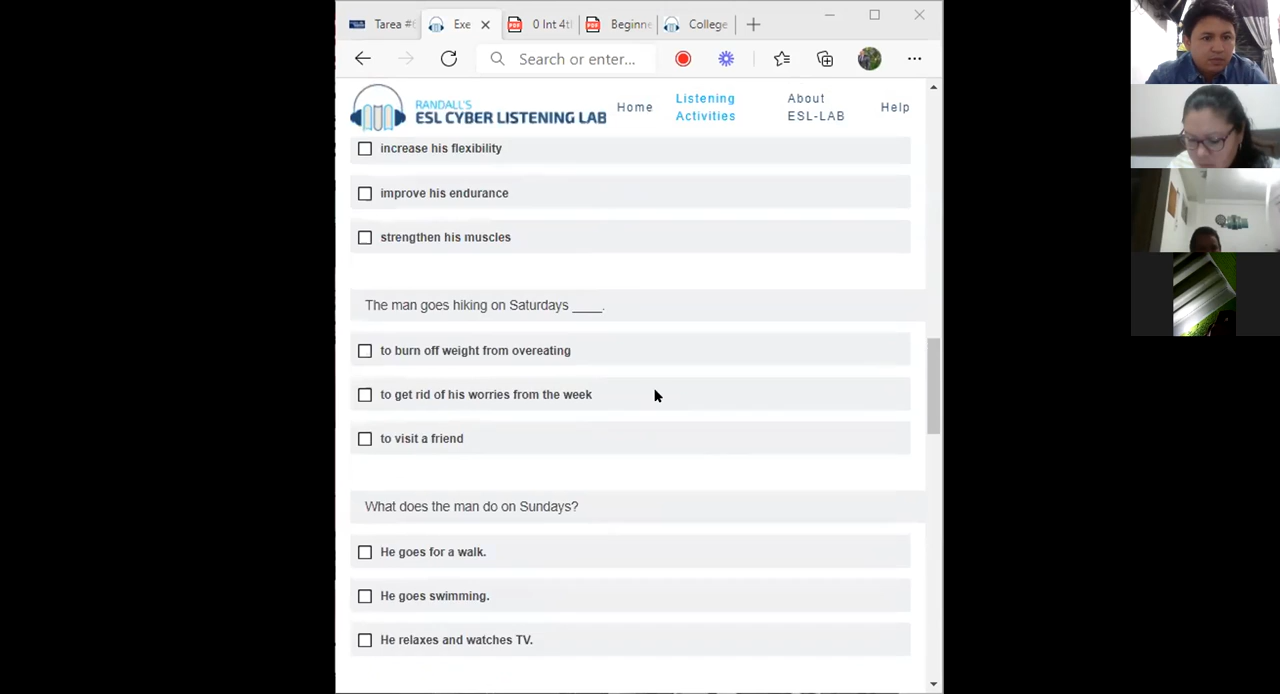 Tarea #6
Exe
0 Int 4th
Beginne
College
Search or enter...
RANDALL'S
ESL CYBER LISTENING LAB
Home
Listening
Activities
About
ESL-LAB
Help
increase his flexibility
improve his endurance
strengthen his muscles
The man goes hiking on Saturdays ____.
to burn off weight from overeating
to get rid of his worries from the week
to visit a friend
What does the man do on Sundays?
He goes for a walk.
He goes swimming.
He relaxes and watches TV.